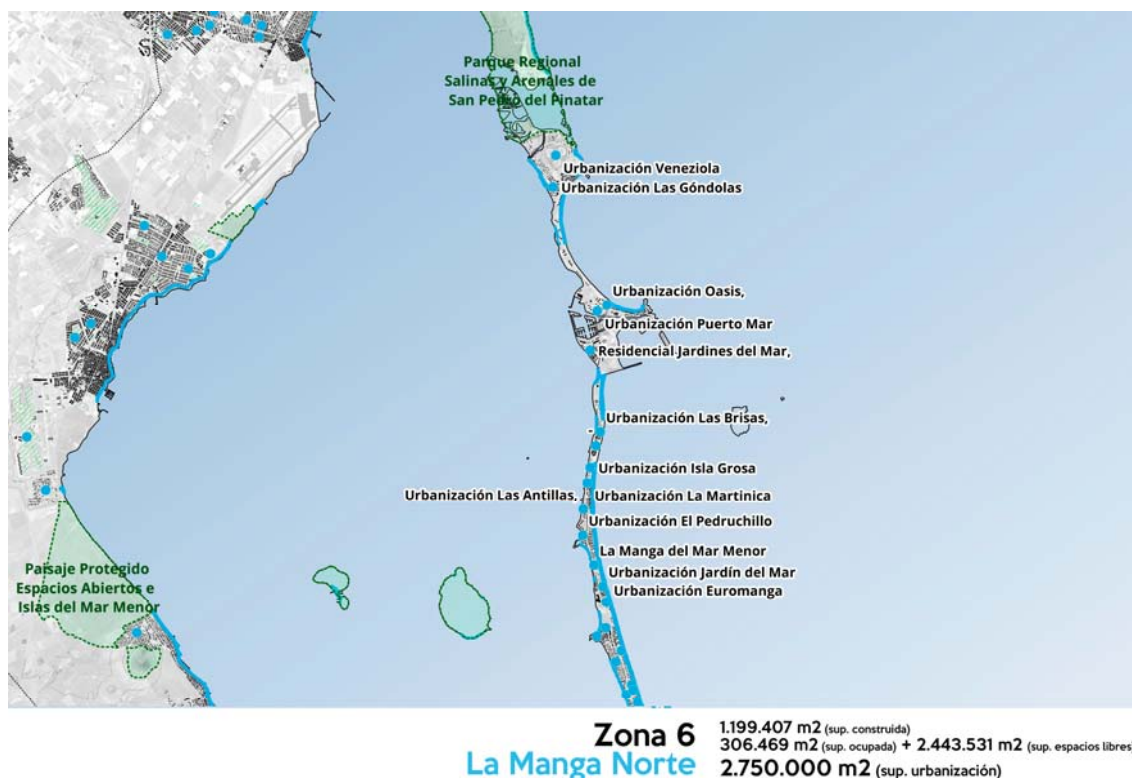 Parque Regional
Salinas y Arenales de
San Pedro del Pinatar
Urbanización Veneziola
Urbanización Las Góndolas
Urbanización Oasis,
Urbanización Puerto Mar
Residencial Jardines del Mar,
Urbanización Las Brisas,
Urbanización Isla Grosa
Urbanización Las Antillas.
Urbanización La Martinica
Urbanización El Pedruchillo
La Manga del Mar Menor
Urbanización Jardín del Mar
Urbanización Euromanga
Paisaje Protegido
Espacios Abiertos e
Islas del Mar Menor
Zona 6
La Manga Norte
1.199.407 m2 (sup. construida)
306.469 m2 (sup. ocupada) + 2.443.531 m2 (sup. espacios libres)
2.750.000 m2 (sup. urbanización)